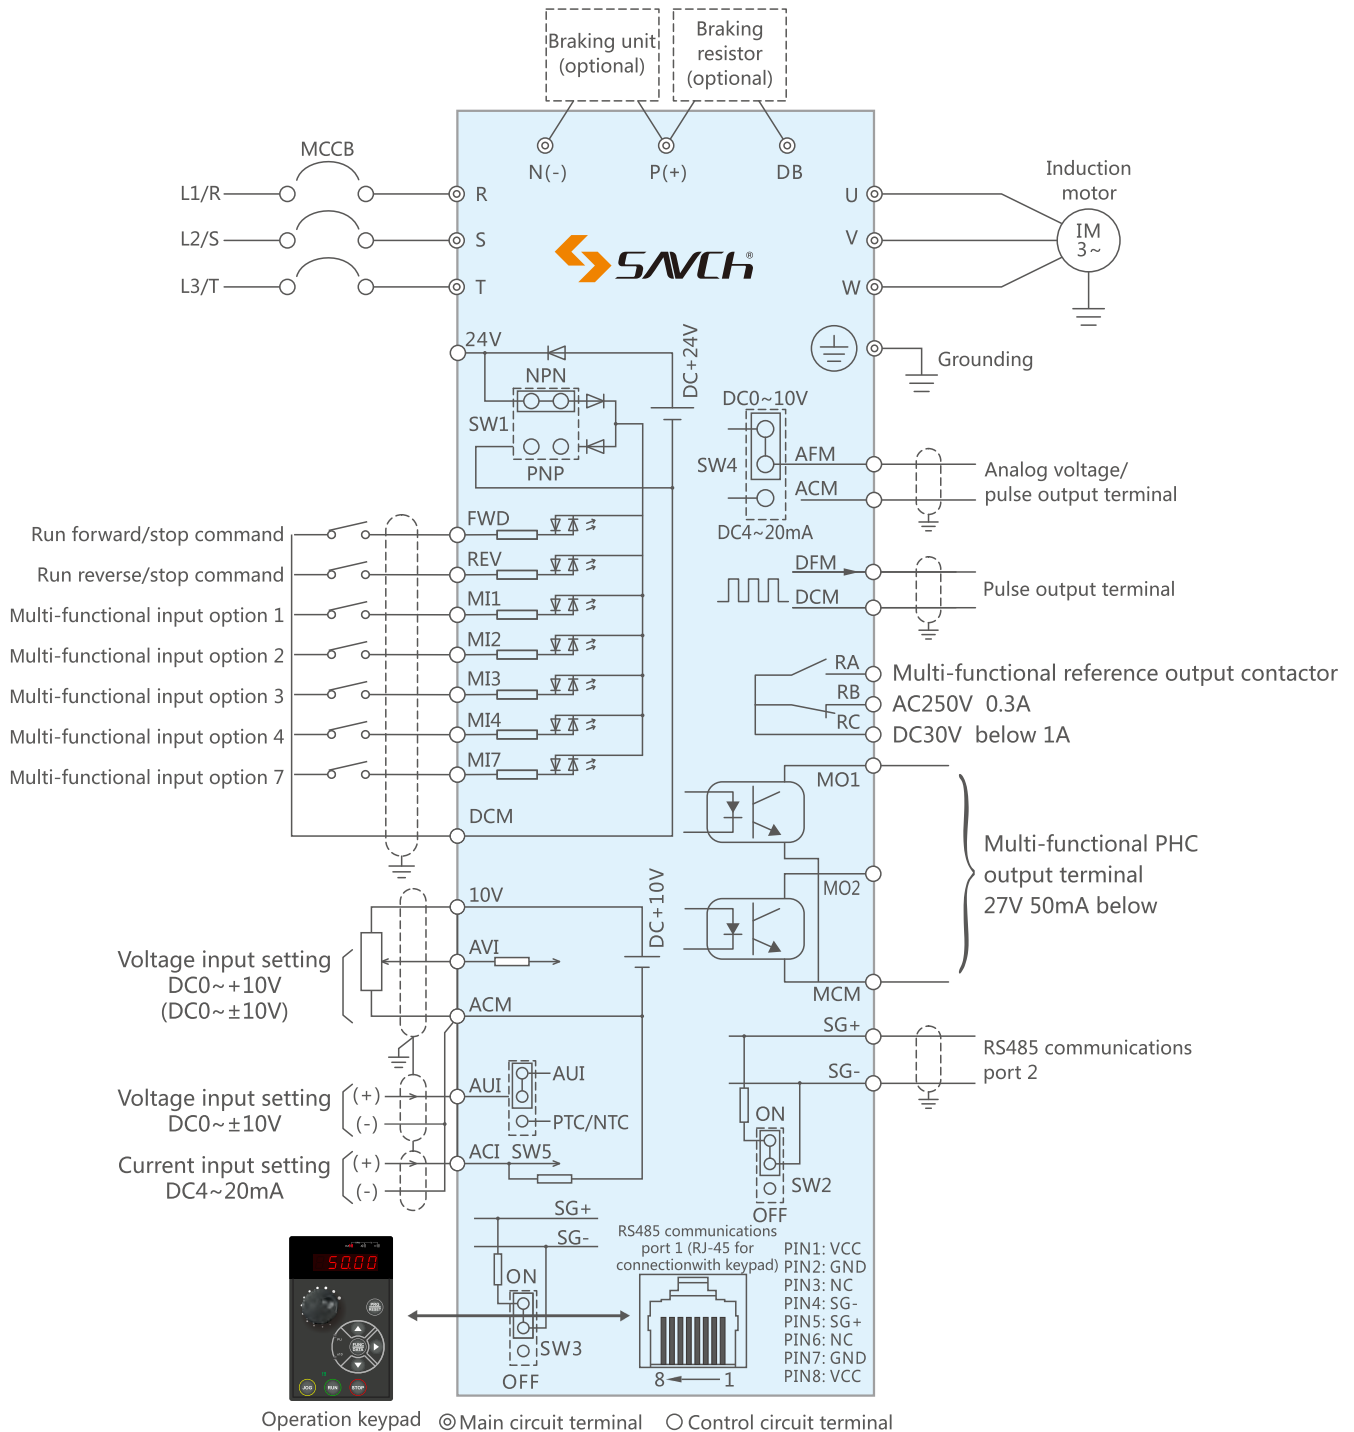 Braking unit
(optional)
Braking
resistor
(optional)
N(-)
P(+)
DB
MCCB
L1/R
R
L2/S
S
L3/T
T
U
V
W
Induction
motor
IM
3~
SAVCH®
24V
NPN
SW1
PNP
DC+24V
Grounding
DC0~10V
SW4
AFM
ACM
DC4~20mA
Analog voltage/
pulse output terminal
DFM
DCM
Pulse output terminal
Run forward/stop command
FWD
Run reverse/stop command
REV
Multi-functional input option 1
MI1
Multi-functional input option 2
MI2
Multi-functional input option 3
MI3
Multi-functional input option 4
MI4
Multi-functional input option 7
MI7
DCM
RA
RB
RC
Multi-functional reference output contactor
AC250V 0.3A
DC30V below 1A
MO1
MO2
MCM
Multi-functional PHC
output terminal
27V 50mA below
10V
DC+10V
AVI
ACM
Voltage input setting
DC0~+10V
(DC0~±10V)
Voltage input setting
DC0~±10V
(+)
(-)
AUI
AUI
PTC/NTC
Current input setting
DC4~20mA
(+)
(-)
ACI
SW5
SG+
SG-
RS485 communications
port 2
ON
SW2
OFF
SG+
SG-
ON
SW3
OFF
RS485 communications
port 1 (RJ-45 for
connectionwith keypad)
8
1
PIN1: VCC
PIN2: GND
PIN3: NC
PIN4: SG-
PIN5: SG+
PIN6: NC
PIN7: GND
PIN8: VCC
50.00
JOG
RUN
STOP
Operation keypad
Main circuit terminal
Control circuit terminal